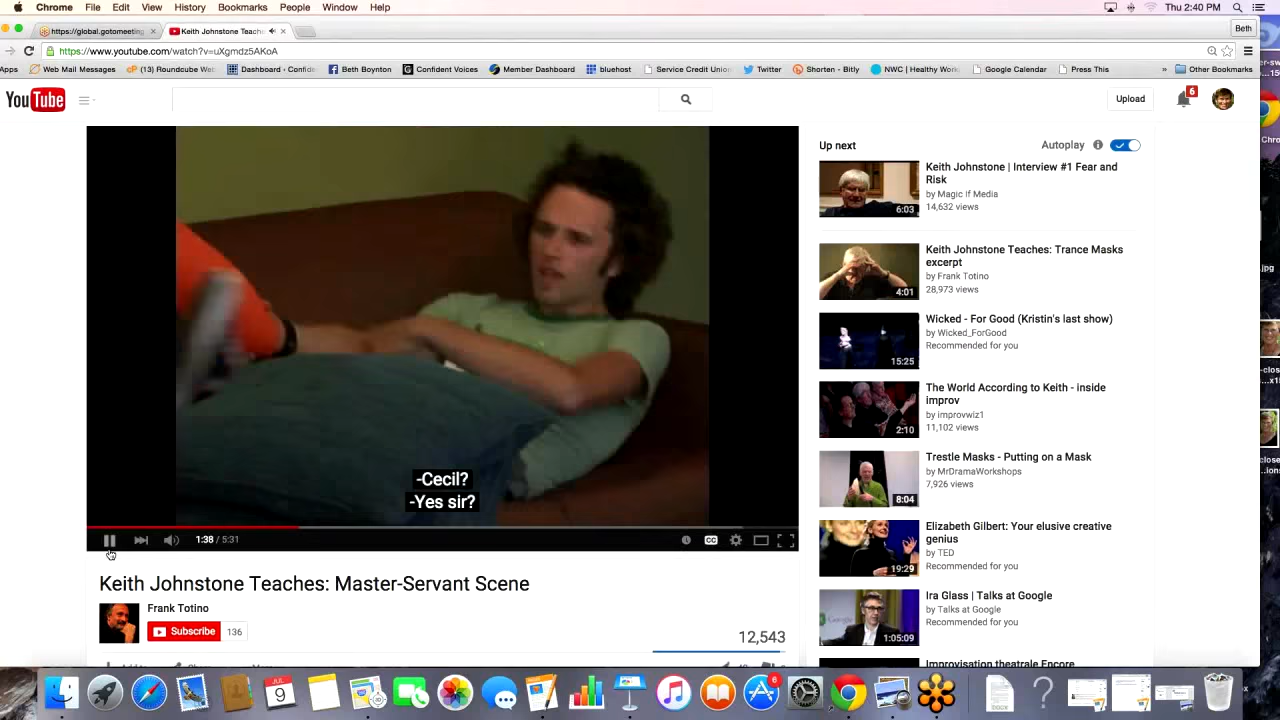 Chrome File Edit View History Bookmarks People Window Help Thu 2:40 PM
https://global.gotomeeting Keith Johnstone Teach: Beth
https://www.youtube.com/watch?v=uXgmdz5AKoA
Apps Web Mail Messages (13) Roundcube Web Dashboard ‹ Confide Beth Boynton Confident Voices Member Dashboard bluehost Service Credit Union Twitter Shorten - Bitly NWC | Healthy Work Google Calendar Press This » Other Bookmarks
YouTube Upload 6
Up next Autoplay
Keith Johnstone | Interview #1 Fear and
Risk
by Magic If Media
14,632 views
6:03
Keith Johnstone Teaches: Trance Masks
excerpt
by Frank Totino
28,973 views
4:01
Wicked - For Good (Kristin's last show)
by Wicked_ForGood
Recommended for you
15:25
The World According to Keith - inside
improv
by improvwiz1
11,102 views
2:10
Trestle Masks - Putting on a Mask
by MrDramaWorkshops
7,926 views
8:04
Elizabeth Gilbert: Your elusive creative
genius
by TED
Recommended for you
19:29
Ira Glass | Talks at Google
by Talks at Google
Recommended for you
1:05:09
Improvisation theatrale Encore
-Cecil?
-Yes sir?
1:38 / 5:31 CC
Keith Johnstone Teaches: Master-Servant Scene
Frank Totino
Subscribe 136
12,543
JUL
9
6